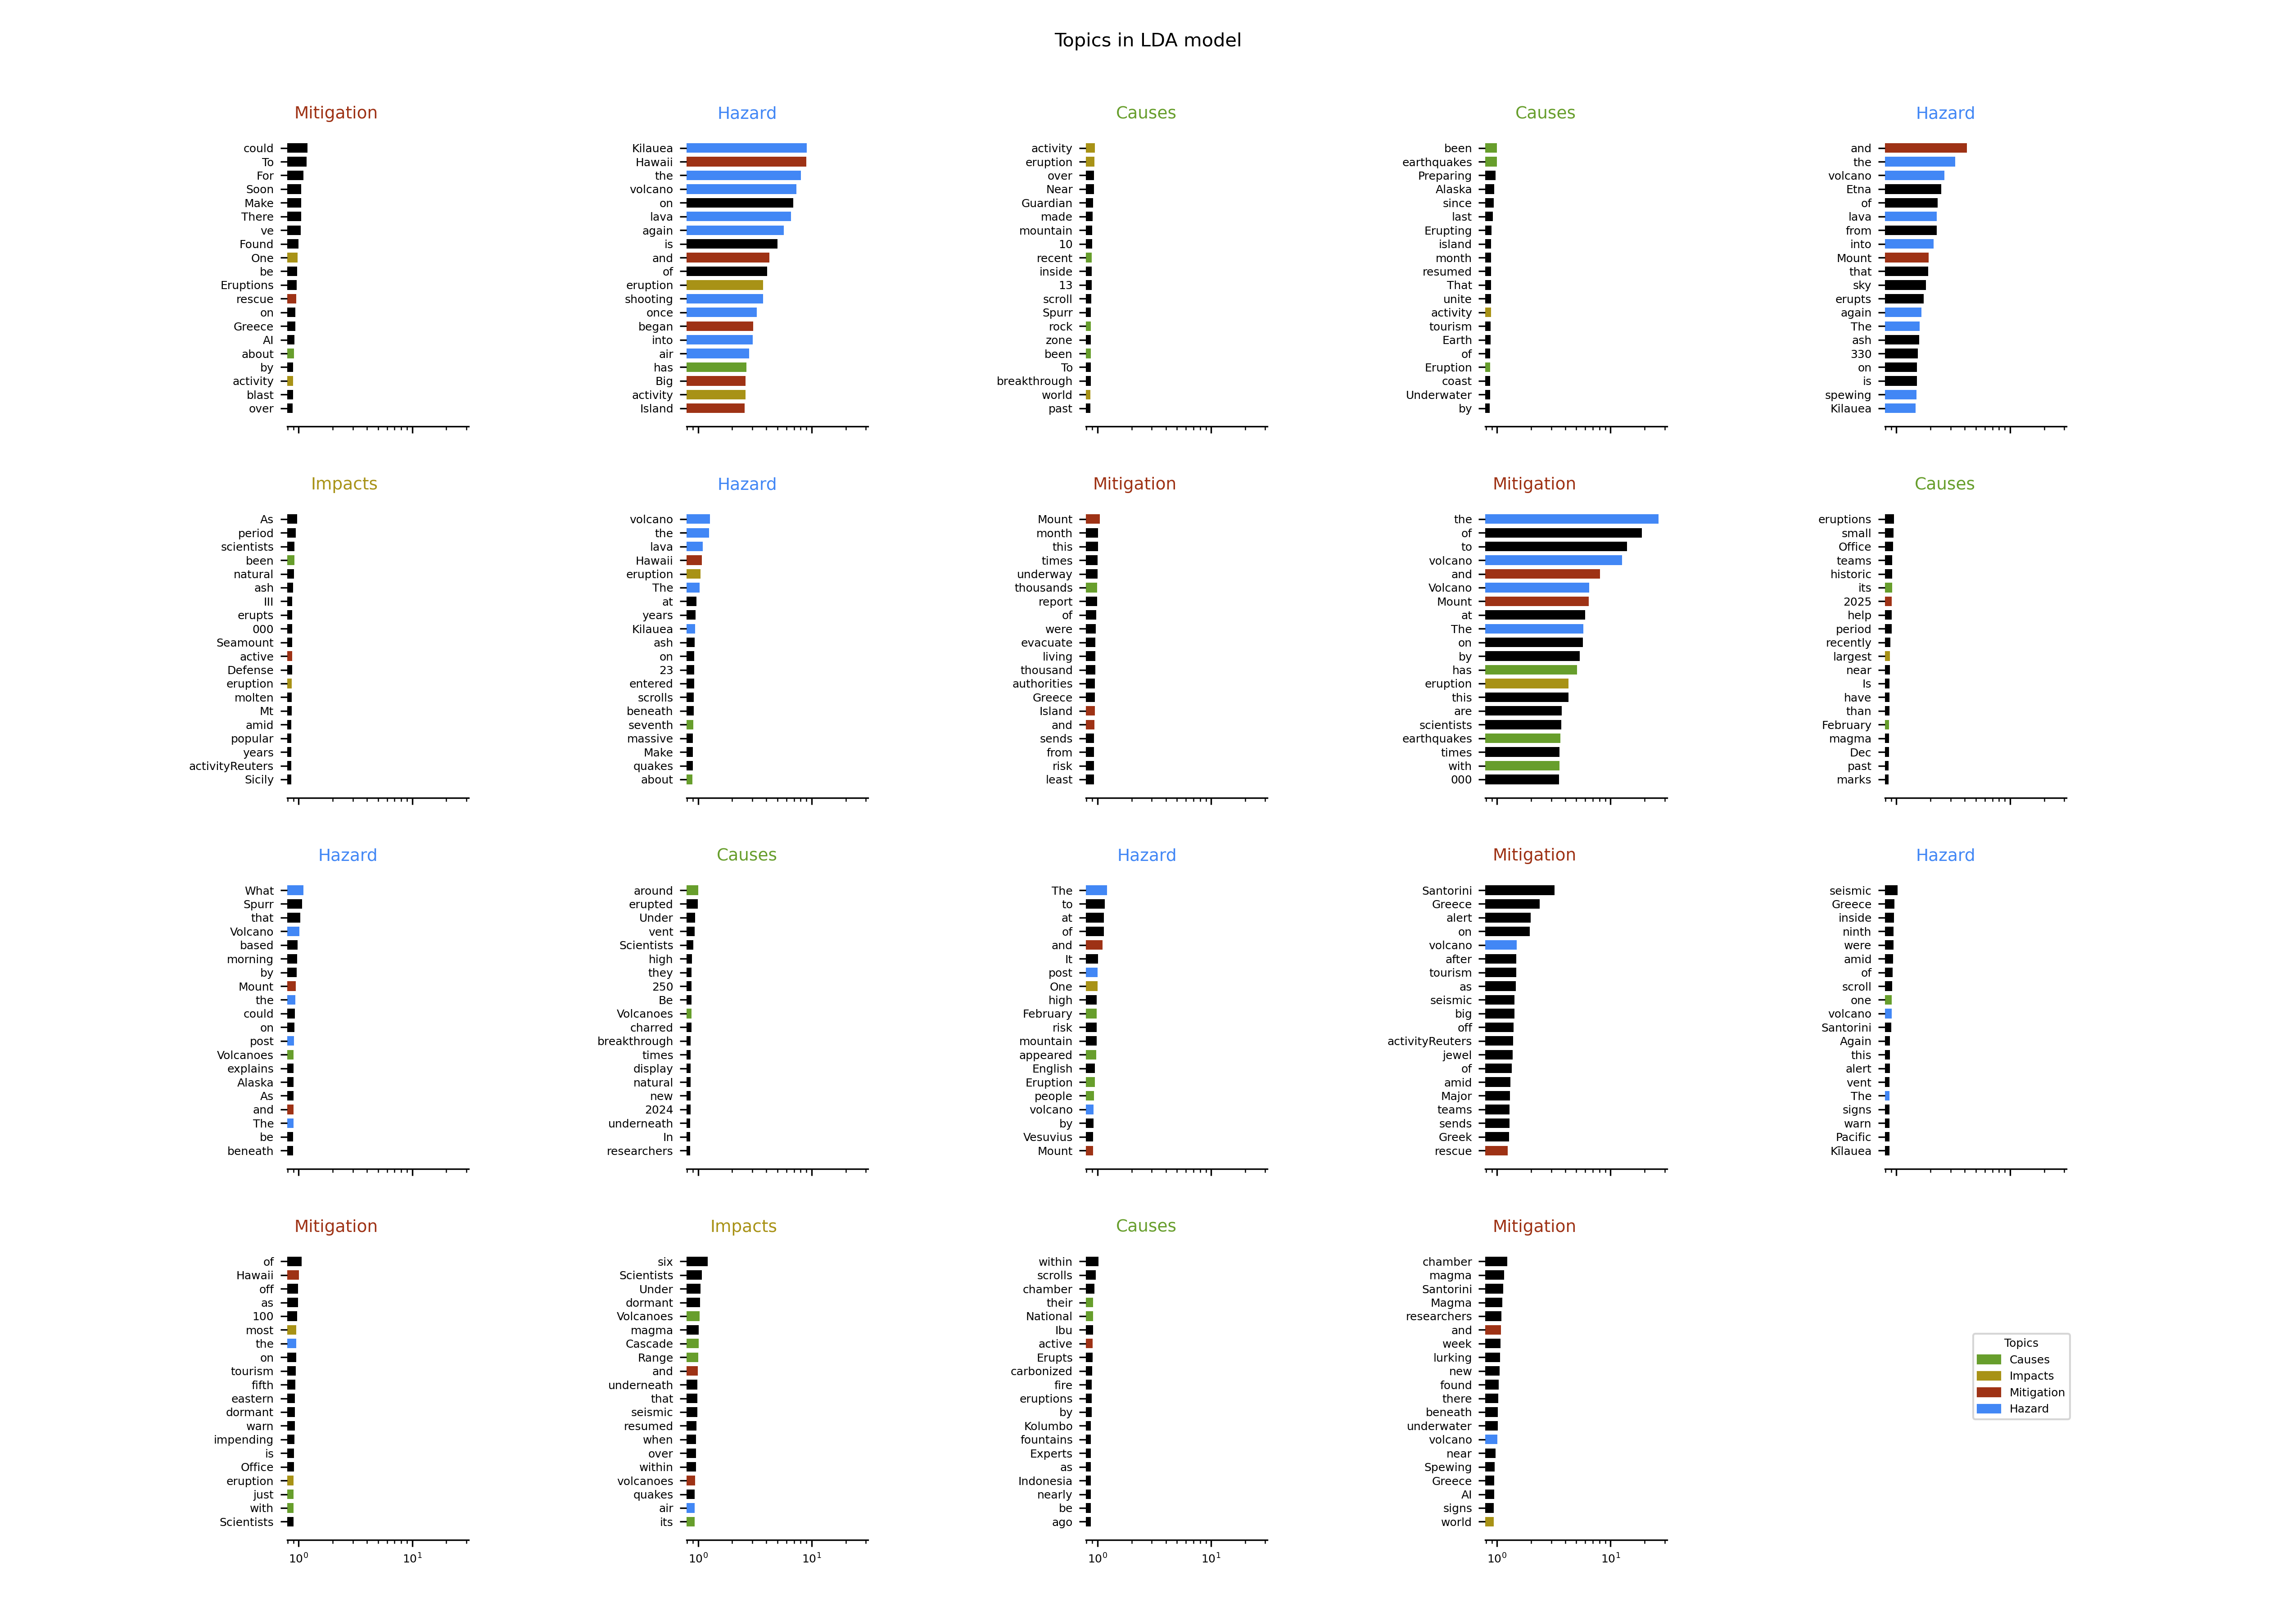 Topics in LDA model
Mitigation
could
To
For
Soon
Make
There
ve
Found
One
be
Eruptions
rescue
on
Greece
AI
about
by
activity
blast
over
Hazard
Kilauea
Hawaii
the
volcano
on
lava
again
is
and
of
eruption
shooting
once
began
into
air
has
Big
activity
Island
Causes
activity
eruption
over
Near
Guardian
made
mountain
10
recent
inside
13
scroll
Spurr
rock
zone
been
To
breakthrough
world
past
Causes
been
earthquakes
Preparing
Alaska
since
last
Erupting
island
month
resumed
That
unite
activity
tourism
Earth
of
Eruption
coast
Underwater
by
Hazard
and
the
volcano
Etna
of
lava
from
into
Mount
that
sky
erupts
again
The
ash
330
on
is
spewing
Kilauea
Impacts
As
period
scientists
been
natural
ash
III
erupts
000
Seamount
active
Defense
eruption
molten
Mt
amid
popular
years
activityReuters
Sicily
Hazard
volcano
the
lava
Hawaii
eruption
The
at
years
Kilauea
ash
on
23
entered
scrolls
beneath
seventh
massive
Make
quakes
about
Mitigation
Mount
month
this
times
underway
thousands
report
of
were
evacuate
living
thousand
authorities
Greece
Island
and
sends
from
risk
least
Mitigation
the
of
to
volcano
and
Volcano
Mount
at
The
on
by
has
eruption
this
are
scientists
earthquakes
times
with
000
Causes
eruptions
small
Office
teams
historic
its
2025
help
period
recently
largest
near
Is
have
than
February
magma
Dec
past
marks
Hazard
What
Spurr
that
Volcano
based
morning
by
Mount
the
could
on
post
Volcanoes
explains
Alaska
As
and
The
be
beneath
Causes
around
erupted
Under
vent
Scientists
high
they
250
Be
Volcanoes
charred
breakthrough
times
display
natural
new
2024
underneath
In
researchers
Hazard
The
to
at
of
and
It
post
One
high
February
risk
mountain
appeared
English
Eruption
people
volcano
by
Vesuvius
Mount
Mitigation
Santorini
Greece
alert
on
volcano
after
tourism
as
seismic
big
off
activityReuters
jewel
of
amid
Major
teams
sends
Greek
rescue
Hazard
seismic
Greece
inside
ninth
were
amid
of
scroll
one
volcano
Santorini
Again
this
alert
vent
The
signs
warn
Pacific
Kīlauea
Mitigation
of
Hawaii
off
as
100
most
the
on
tourism
fifth
eastern
dormant
warn
impending
is
Office
eruption
just
with
Scientists
10⁰ 10¹
Impacts
six
Scientists
Under
dormant
Volcanoes
magma
Cascade
Range
and
underneath
that
seismic
resumed
when
over
within
volcanoes
quakes
air
its
10⁰ 10¹
Causes
within
scrolls
chamber
their
National
Ibu
active
Erupts
carbonized
fire
eruptions
by
Kolumbo
fountains
Experts
as
Indonesia
nearly
be
ago
10⁰ 10¹
Mitigation
chamber
magma
Santorini
Magma
researchers
and
week
lurking
new
found
there
beneath
underwater
volcano
near
Spewing
Greece
AI
signs
world
10⁰ 10¹
Topics
Causes
Impacts
Mitigation
Hazard